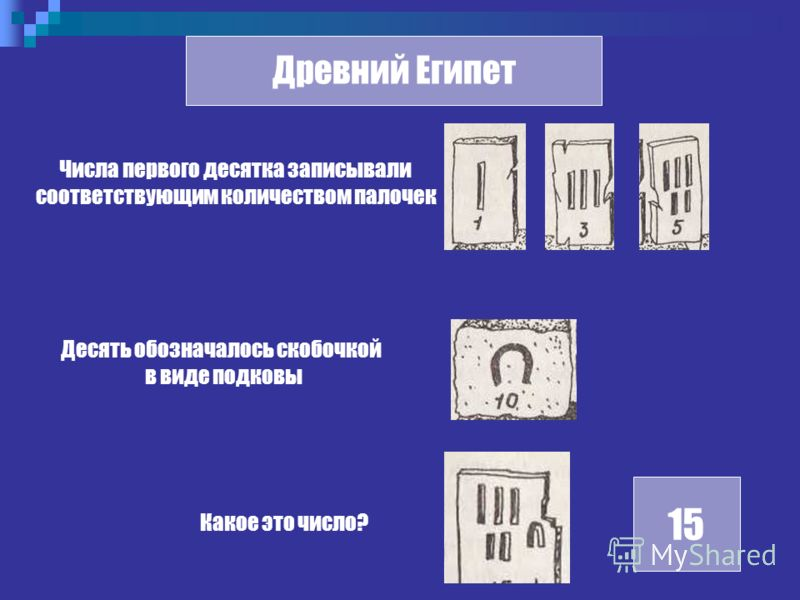 Древний Египет
Числа первого десятка записывали
соответствующим количеством палочек
1
3
5
Десять обозначалось скобочкой
в виде подковы
10
Какое это число?
15
MyShared